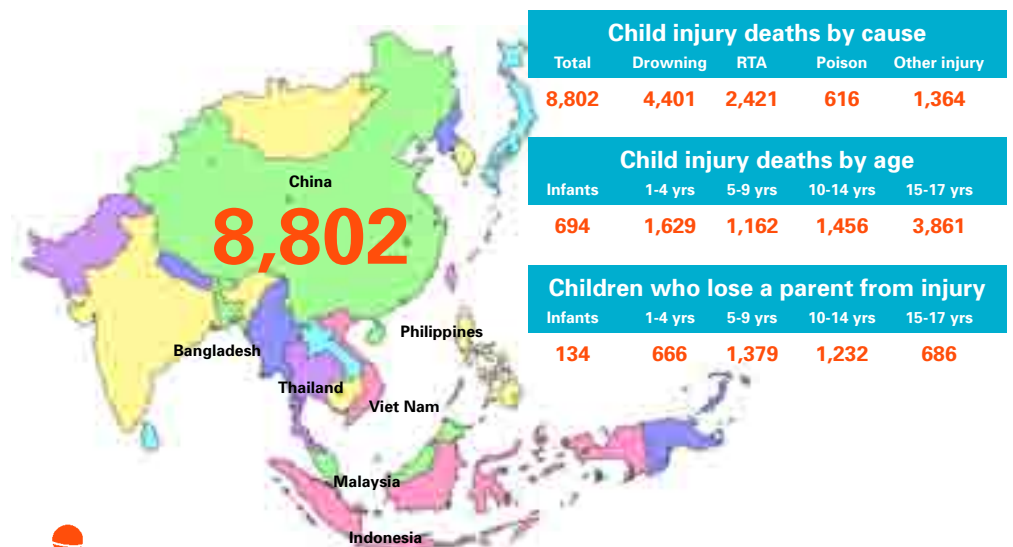 Child injury deaths by cause
Total Drowning RTA Poison Other injury
8,802 4,401 2,421 616 1,364
Child injury deaths by age
Infants 1-4 yrs 5-9 yrs 10-14 yrs 15-17 yrs
694 1,629 1,162 1,456 3,861
Children who lose a parent from injury
Infants 1-4 yrs 5-9 yrs 10-14 yrs 15-17 yrs
134 666 1,379 1,232 686
China
8,802
Philippines
Bangladesh
Thailand
Viet Nam
Malaysia
Indonesia